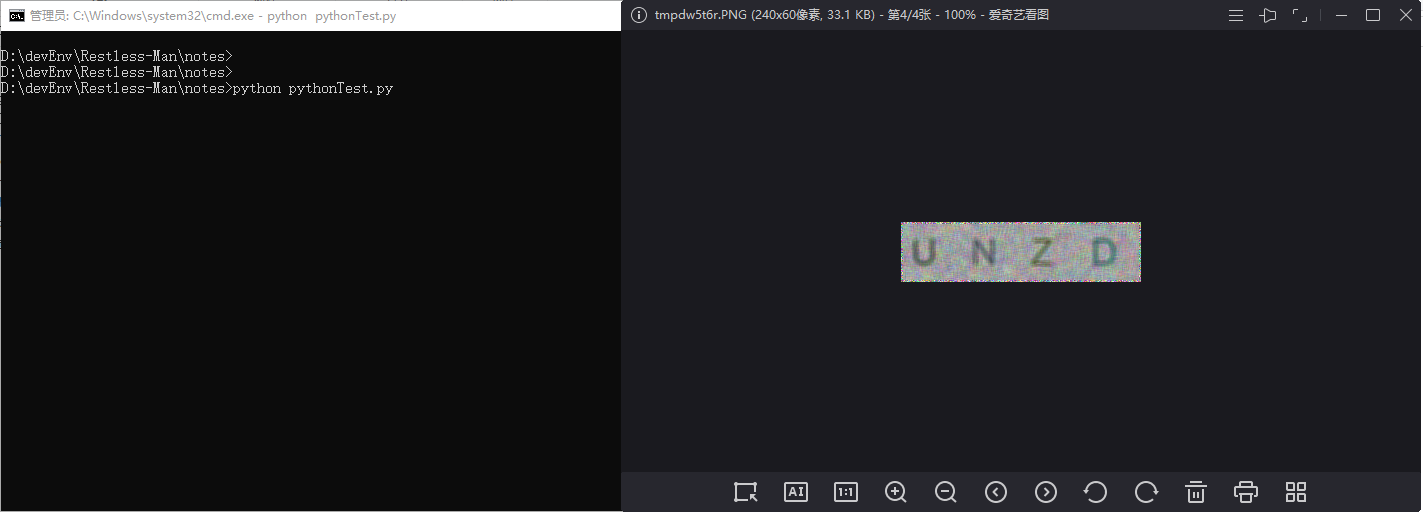 管理员: C:\Windows\system32\cmd.exe - python  pythonTest.py
D:\devEnv\Restless-Man\notes>
D:\devEnv\Restless-Man\notes>
D:\devEnv\Restless-Man\notes>python pythonTest.py
tmpdw5t6r.PNG (240x60像素, 33.1 KB) - 第4/4张 - 100% - 爱奇艺看图
U N Z D
AI 1:1